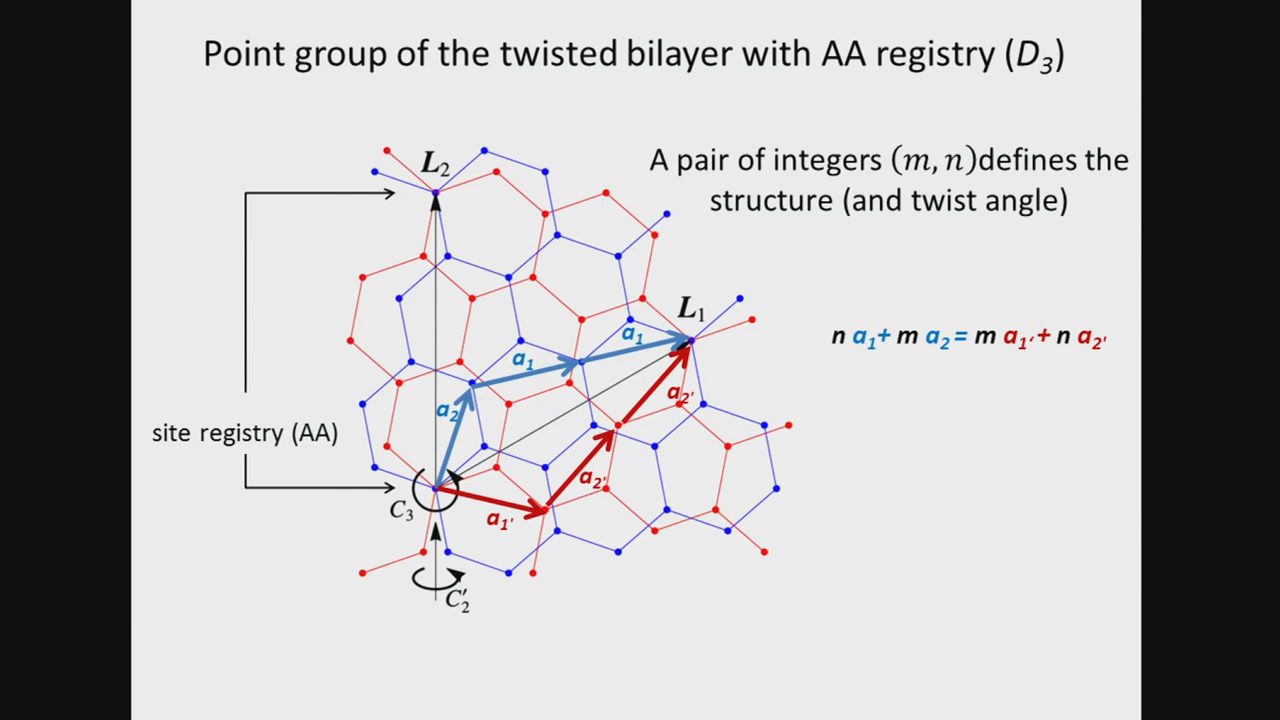 Point group of the twisted bilayer with AA registry (D₃)
A pair of integers (m, n)defines the
structure (and twist angle)
L₂
L₁
a₁
a₁
n a₁+ m a₂= m a₁'+ n a₂'
a₂
a₂'
site registry (AA)
a₂'
C₃
a₁'
C′₂